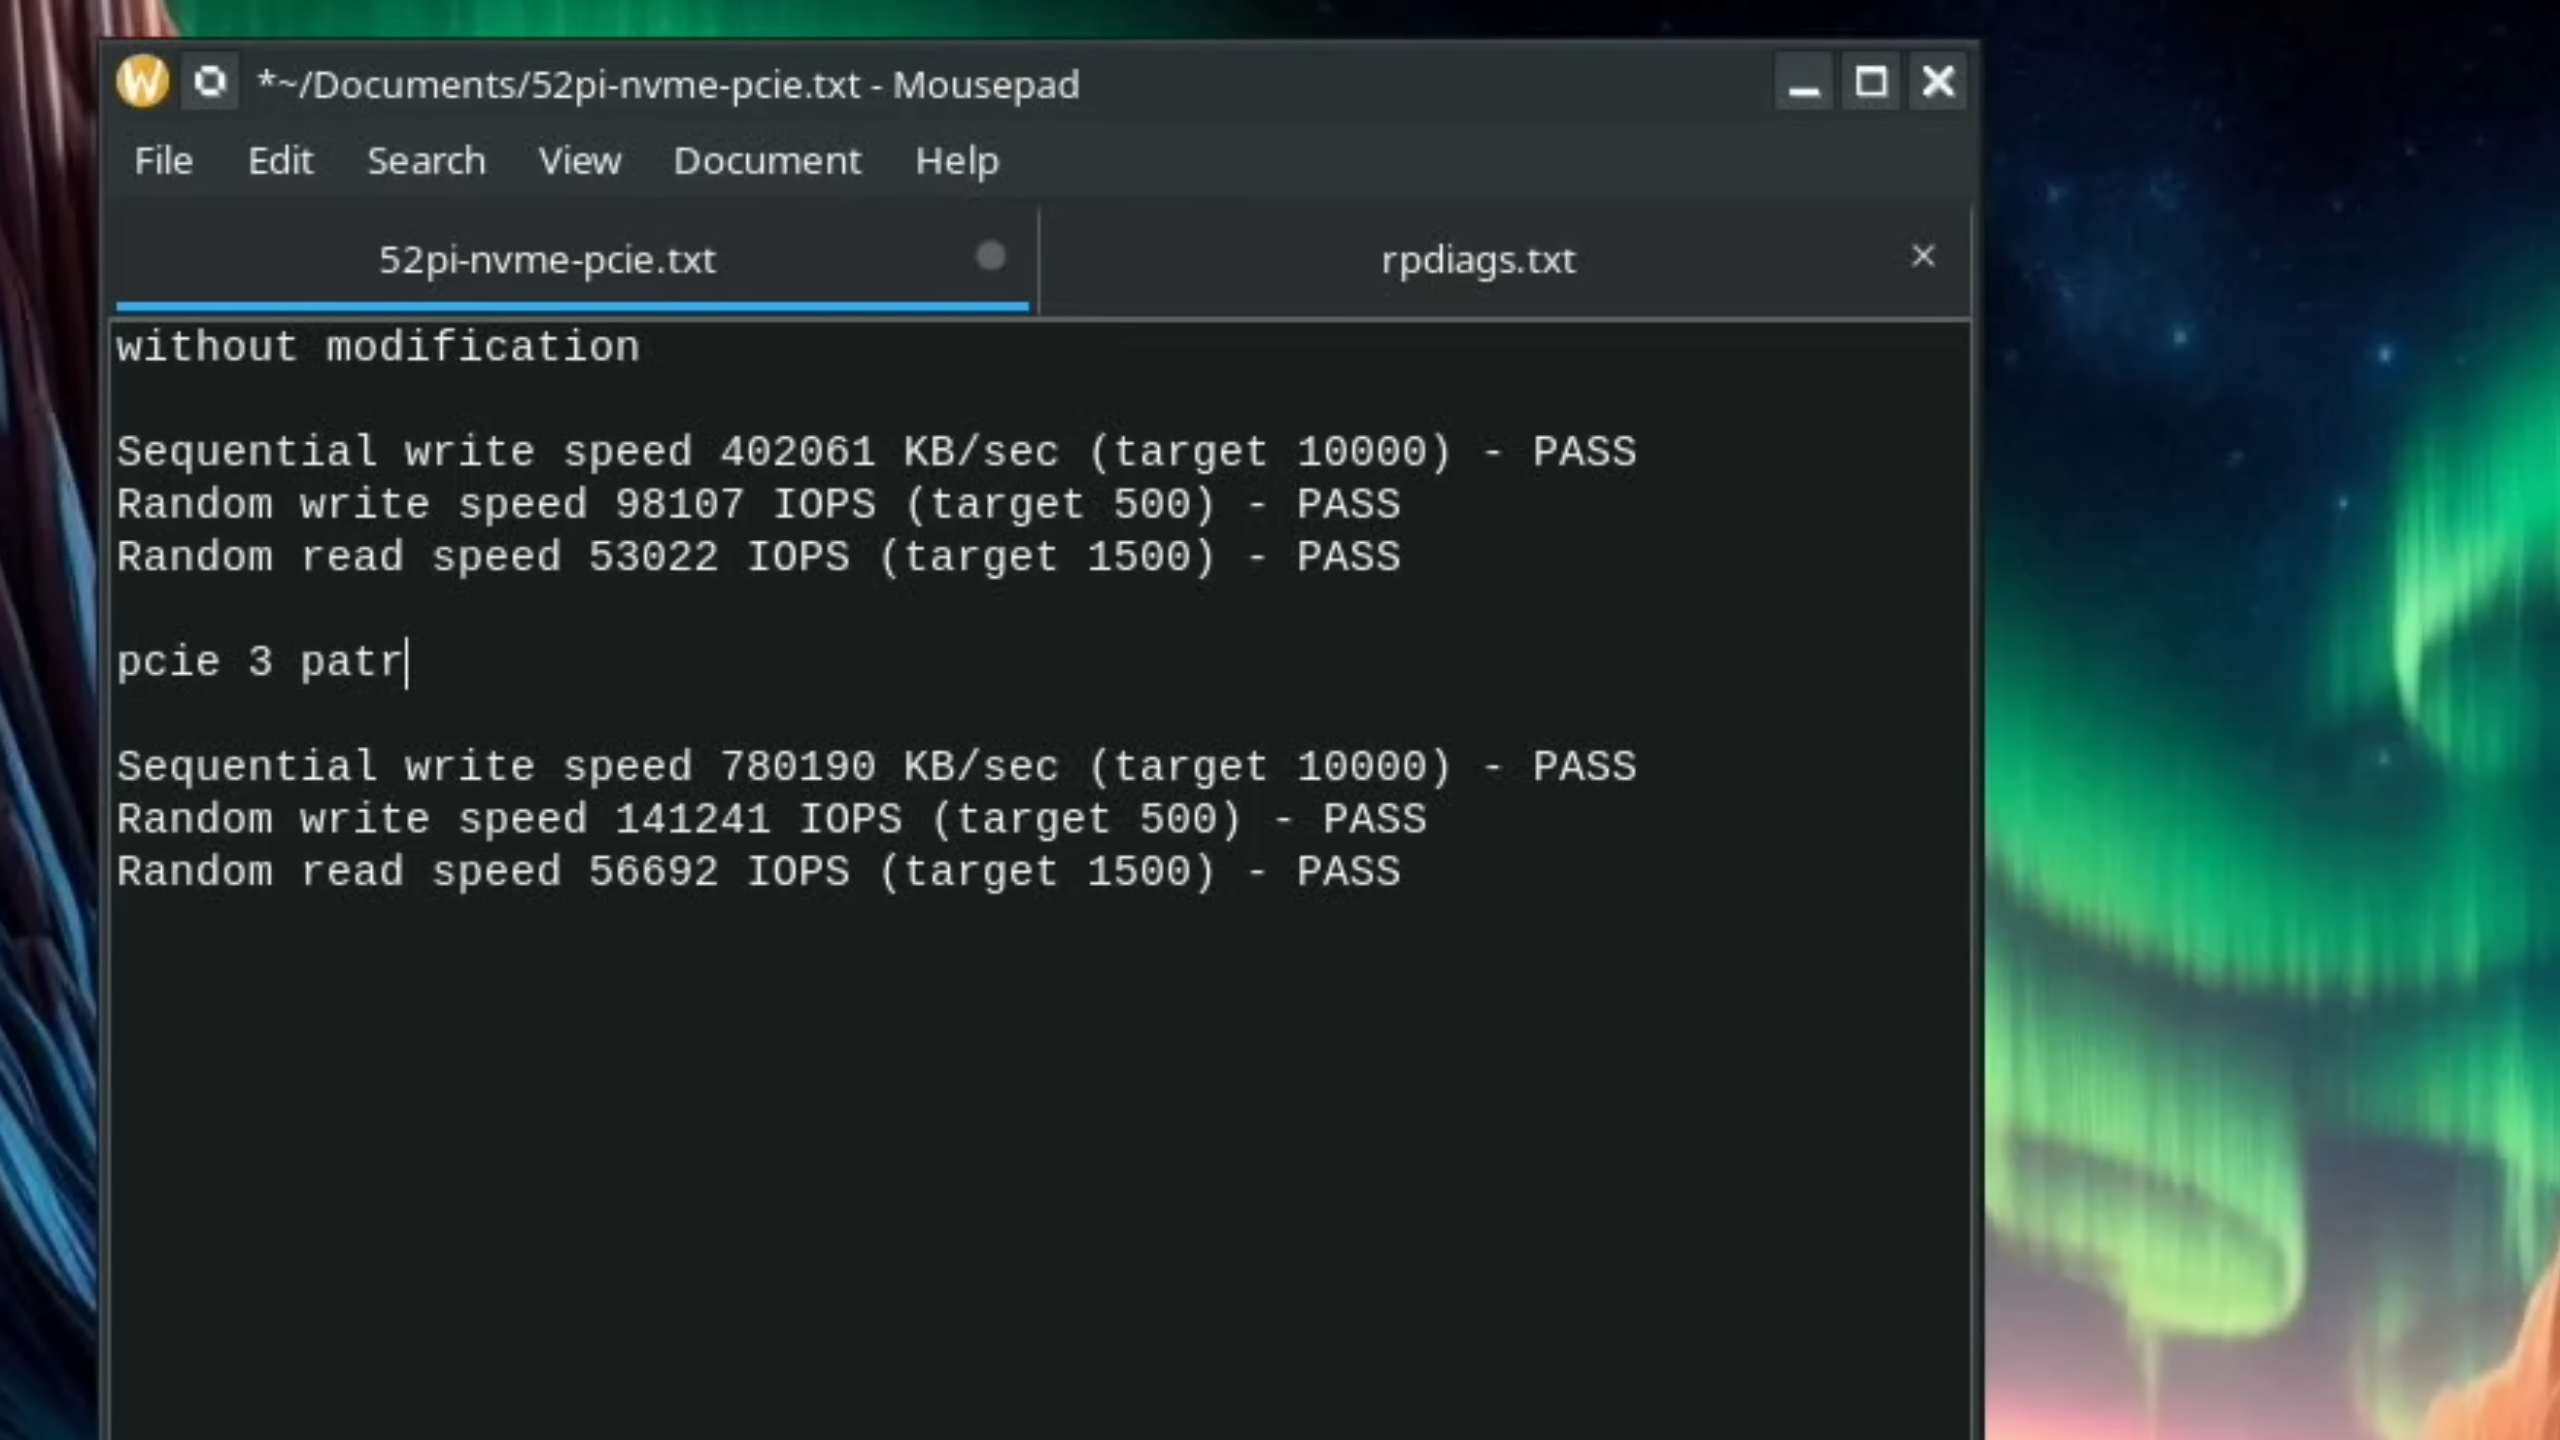 *~/Documents/52pi-nvme-pcie.txt - Mousepad
File Edit Search View Document Help
52pi-nvme-pcie.txt rpdiags.txt
without modification
Sequential write speed 402061 KB/sec (target 10000) - PASS
Random write speed 98107 IOPS (target 500) - PASS
Random read speed 53022 IOPS (target 1500) - PASS
pcie 3 patr
Sequential write speed 780190 KB/sec (target 10000) - PASS
Random write speed 141241 IOPS (target 500) - PASS
Random read speed 56692 IOPS (target 1500) - PASS